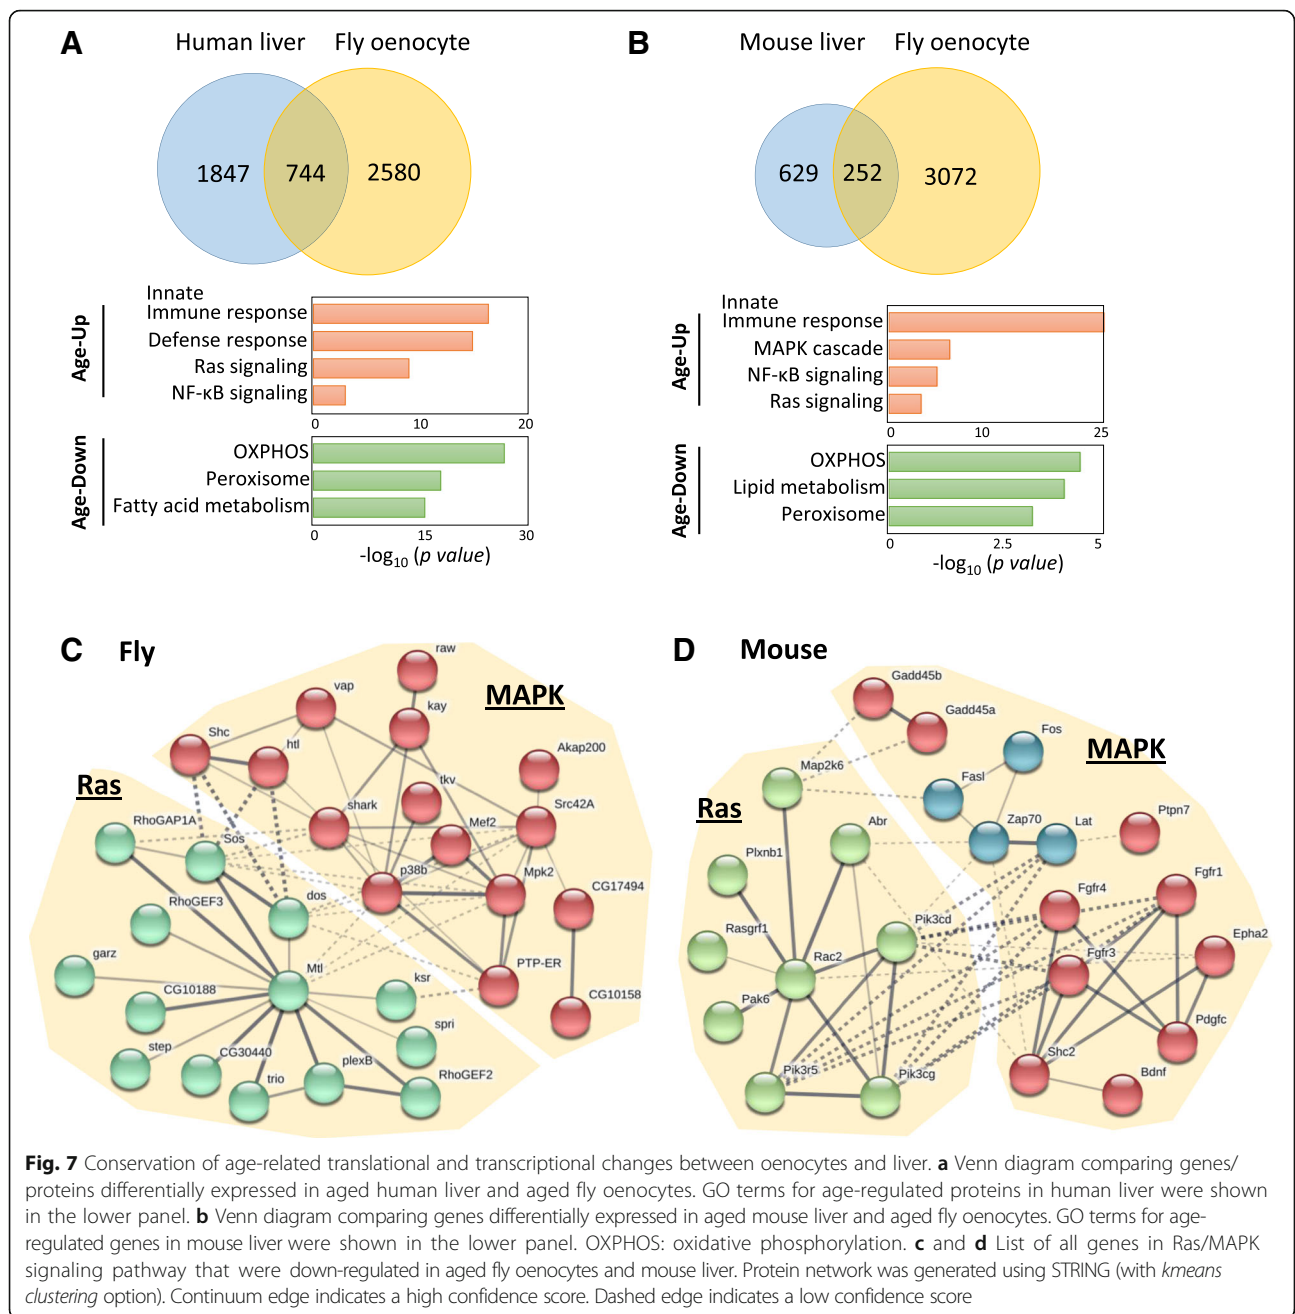 A
Human liver
Fly oenocyte
1847
744
2580
Age-Up
Innate
Immune response
Defense response
Ras signaling
NF-κB signaling
0 10 20
Age-Down
OXPHOS
Peroxisome
Fatty acid metabolism
0 15 30
-log10 (p value)
B
Mouse liver
Fly oenocyte
629
252
3072
Age-Up
Innate
Immune response
MAPK cascade
NF-κB signaling
Ras signaling
0 10 25
Age-Down
OXPHOS
Lipid metabolism
Peroxisome
0 2.5 5
-log10 (p value)
C
Fly
raw
vap
MAPK
kay
Shc
htl
Akap200
Ras
tkv
shark
Src42A
RhoGAP1A
Mef2
Sos
p38b
Mpk2
CG17494
dos
RhoGEF3
garz
Mtl
PTP-ER
ksr
CG10188
CG10158
spri
step
CG30440
plexB
trio
RhoGEF2
D
Mouse
Gadd45b
Gadd45a
Fos
MAPK
Map2k6
Fasl
Ras
Abr
Zap70
Lat
Ptpn7
Plxnb1
Fgfr4
Fgfr1
Pik3cd
Rasgrf1
Epha2
Rac2
Fgfr3
Pak6
Pdgfc
Shc2
Pik3r5
Pik3cg
Bdnf
Fig. 7 Conservation of age-related translational and transcriptional changes between oenocytes and liver. a Venn diagram comparing genes/
proteins differentially expressed in aged human liver and aged fly oenocytes. GO terms for age-regulated proteins in human liver were shown
in the lower panel. b Venn diagram comparing genes differentially expressed in aged mouse liver and aged fly oenocytes. GO terms for age-
regulated genes in mouse liver were shown in the lower panel. OXPHOS: oxidative phosphorylation. c and d List of all genes in Ras/MAPK
signaling pathway that were down-regulated in aged fly oenocytes and mouse liver. Protein network was generated using STRING (with kmeans
clustering option). Continuum edge indicates a high confidence score. Dashed edge indicates a low confidence score